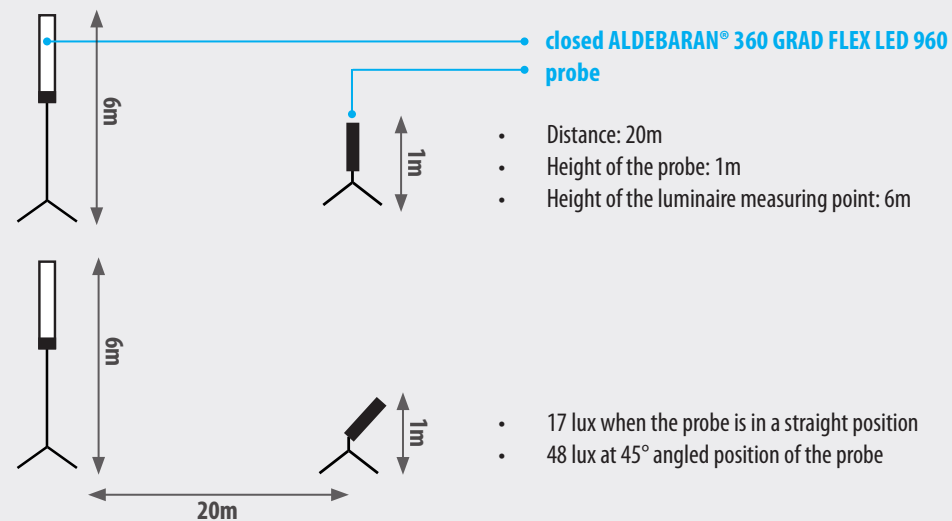 closed ALDEBARAN® 360 GRAD FLEX LED 960
probe
6m
1m
• Distance: 20m
• Height of the probe: 1m
• Height of the luminaire measuring point: 6m
6m
1m
• 17 lux when the probe is in a straight position
• 48 lux at 45° angled position of the probe
20m